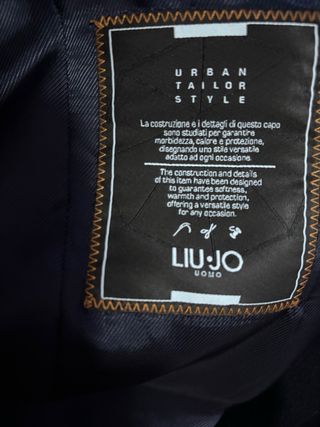 URBAN
TAILOR
STYLE
La costruzione e i dettagli di questo capo
sono studiati per garantire
morbidezza, calore e protezione,
disegnando uno stile versatile
adatto ad ogni occasione.
The construction and details
of this item have been designed
to guarantee softness,
warmth and protection,
offering a versatile style
for any occasion.
LIU·JO
UOMO